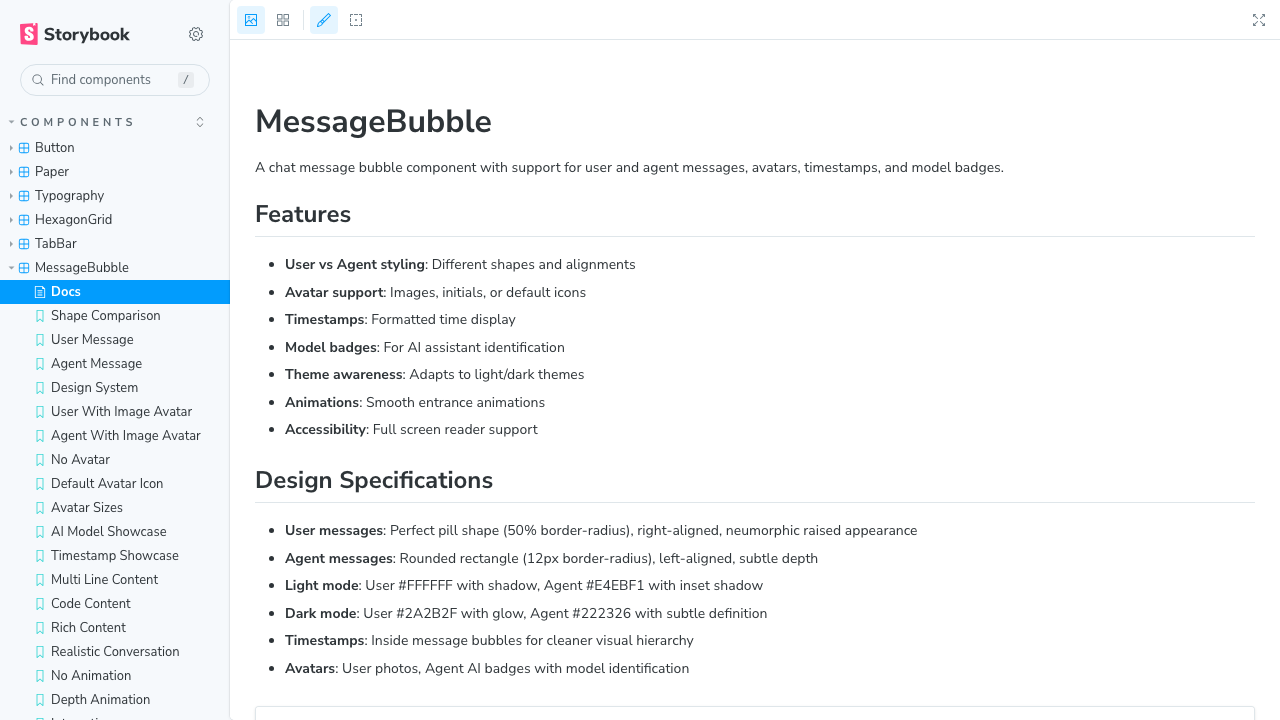 Storybook
Find components
/
COMPONENTS
Button
Paper
Typography
HexagonGrid
TabBar
MessageBubble
Docs
Shape Comparison
User Message
Agent Message
Design System
User With Image Avatar
Agent With Image Avatar
No Avatar
Default Avatar Icon
Avatar Sizes
AI Model Showcase
Timestamp Showcase
Multi Line Content
Code Content
Rich Content
Realistic Conversation
No Animation
Depth Animation
MessageBubble
A chat message bubble component with support for user and agent messages, avatars, timestamps, and model badges.
Features
User vs Agent styling: Different shapes and alignments
Avatar support: Images, initials, or default icons
Timestamps: Formatted time display
Model badges: For AI assistant identification
Theme awareness: Adapts to light/dark themes
Animations: Smooth entrance animations
Accessibility: Full screen reader support
Design Specifications
User messages: Perfect pill shape (50% border-radius), right-aligned, neumorphic raised appearance
Agent messages: Rounded rectangle (12px border-radius), left-aligned, subtle depth
Light mode: User #FFFFFF with shadow, Agent #E4EBF1 with inset shadow
Dark mode: User #2A2B2F with glow, Agent #222326 with subtle definition
Timestamps: Inside message bubbles for cleaner visual hierarchy
Avatars: User photos, Agent AI badges with model identification